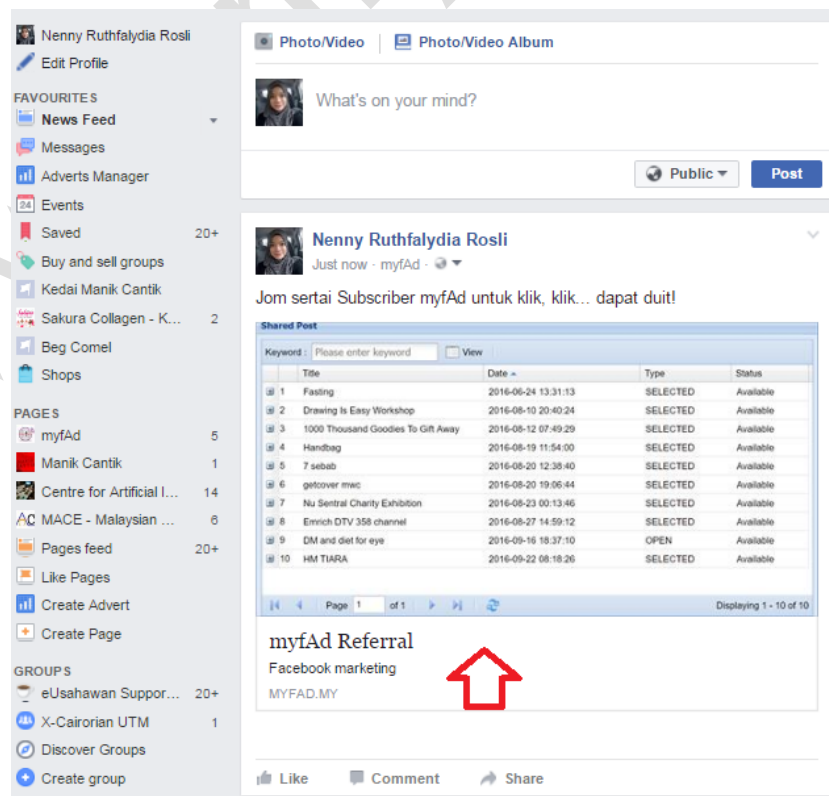 Nenny Ruthfalydia Rosli
Edit Profile
FAVOURITES
News Feed
Messages
Adverts Manager
24 Events
Saved 20+
Buy and sell groups
Kedai Manik Cantik
Sakura Collagen - K... 2
Beg Comel
Shops
PAGES
myfAd 5
Manik Cantik 1
Centre for Artificial I... 14
AC MACE - Malaysian ... 6
Pages feed 20+
Like Pages
Create Advert
Create Page
GROUPS
eUsahawan Suppor... 20+
X-Cairorian UTM 1
Discover Groups
Create group
Photo/Video Photo/Video Album
What's on your mind?
Public Post
Nenny Ruthfalydia Rosli
Just now · myfAd ·
Jom sertai Subscriber myfAd untuk klik, klik... dapat duit!
Shared Post
Keyword : Please enter keyword View
Title Date Type Status
1 Fasting 2016-06-24 13:31:13 SELECTED Available
2 Drawing Is Easy Workshop 2016-08-10 20:40:24 SELECTED Available
3 1000 Thousand Goodies To Gift Away 2016-08-12 07:49:29 SELECTED Available
4 Handbag 2016-08-19 11:54:00 SELECTED Available
5 7 sebab 2016-08-20 12:38:40 SELECTED Available
6 getcover mwc 2016-08-20 19:06:44 SELECTED Available
7 Nu Sentral Charity Exhibition 2016-08-23 00:13:46 SELECTED Available
8 Emrich DTV 358 channel 2016-08-27 14:59:12 SELECTED Available
9 DM and diet for eye 2016-09-16 18:37:10 OPEN Available
10 HM TIARA 2016-09-22 08:18:26 SELECTED Available
Page 1 of 1 Displaying 1 - 10 of 10
myfAd Referral
Facebook marketing
MYFAD.MY
Like Comment Share